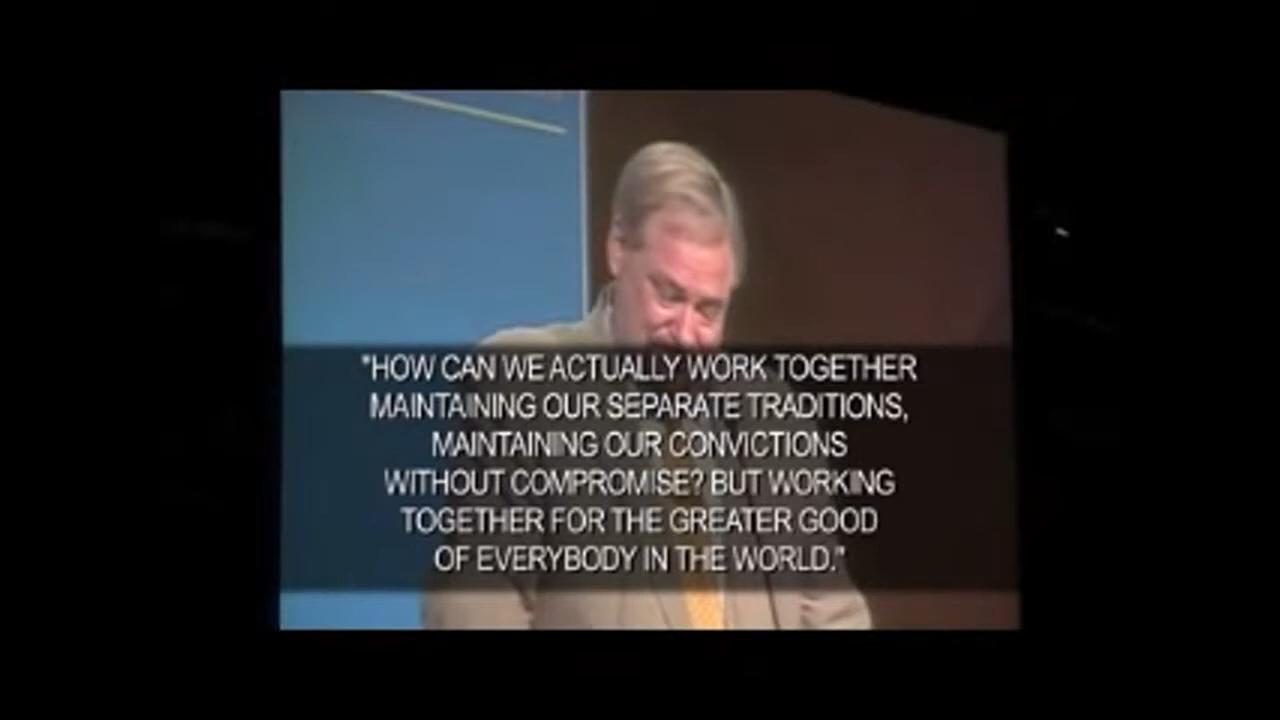 "HOW CAN WE ACTUALLY WORK TOGETHER
MAINTAINING OUR SEPARATE TRADITIONS,
MAINTAINING OUR CONVICTIONS
WITHOUT COMPROMISE? BUT WORKING
TOGETHER FOR THE GREATER GOOD
OF EVERYBODY IN THE WORLD."